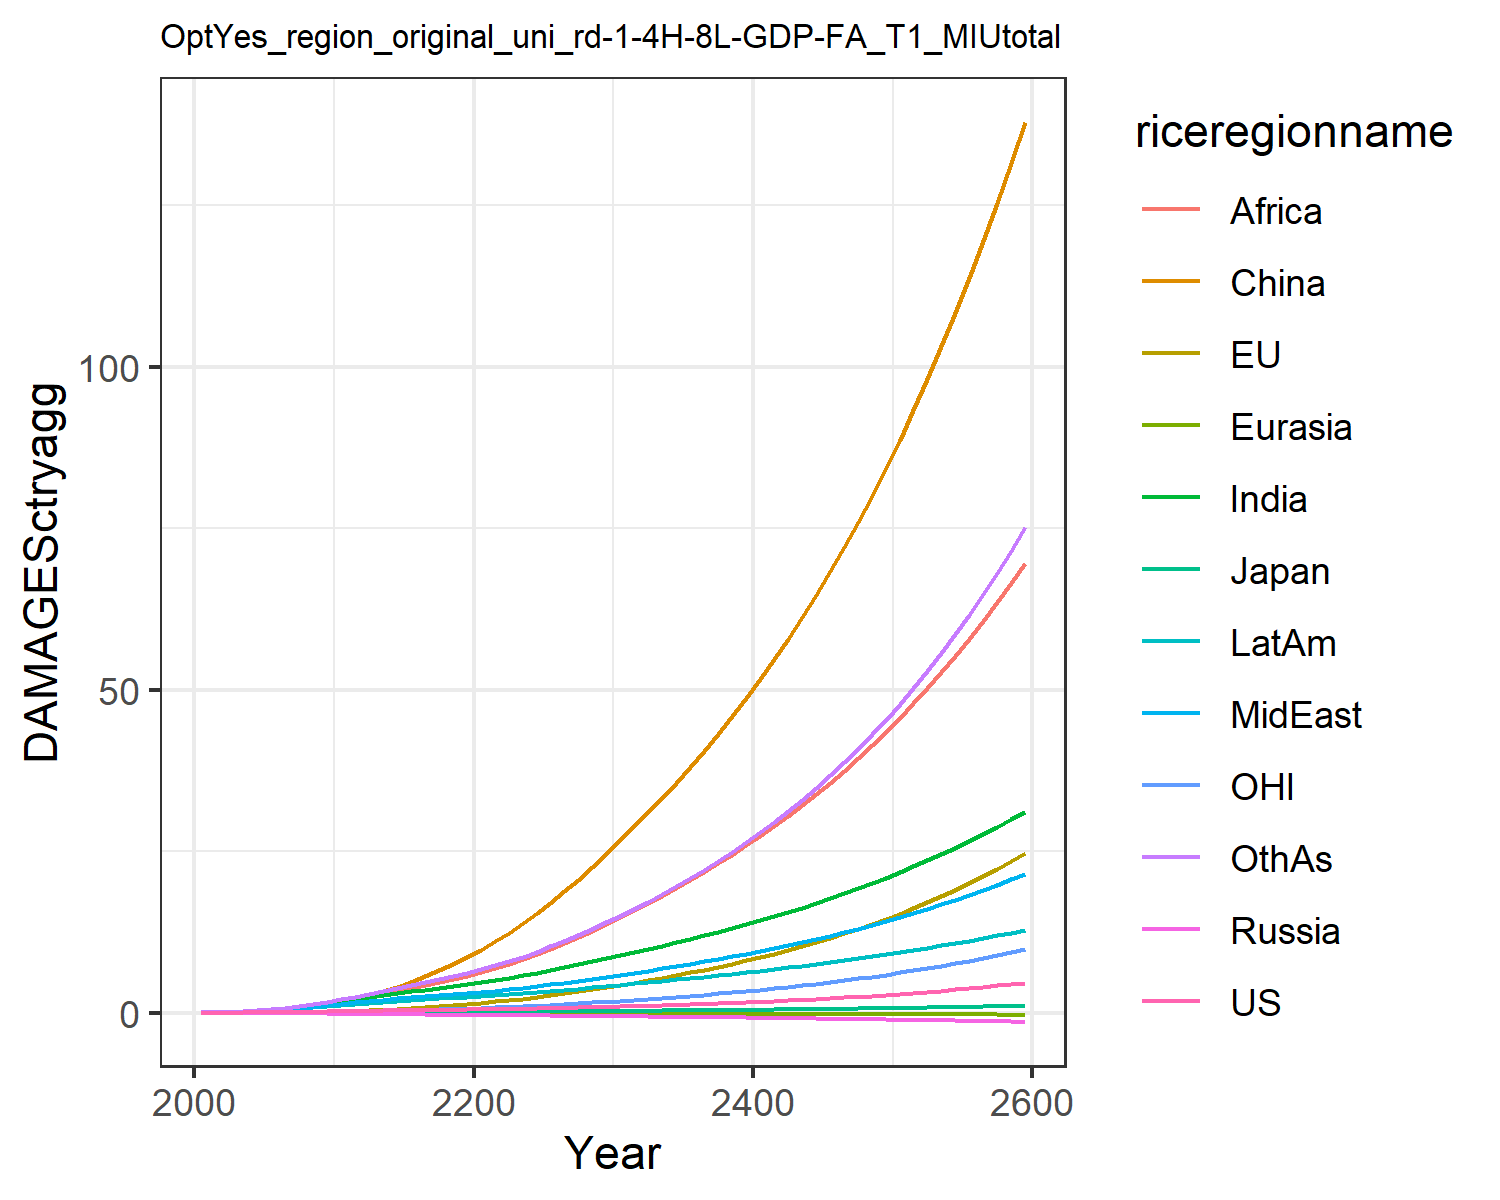 OptYes_region_original_uni_rd-1-4H-8L-GDP-FA_T1_MIUtotal
DAMAGESctryagg
100
50
0
2000
2200
2400
2600
Year
riceregionname
Africa
China
EU
Eurasia
India
Japan
LatAm
MidEast
OHI
OthAs
Russia
US